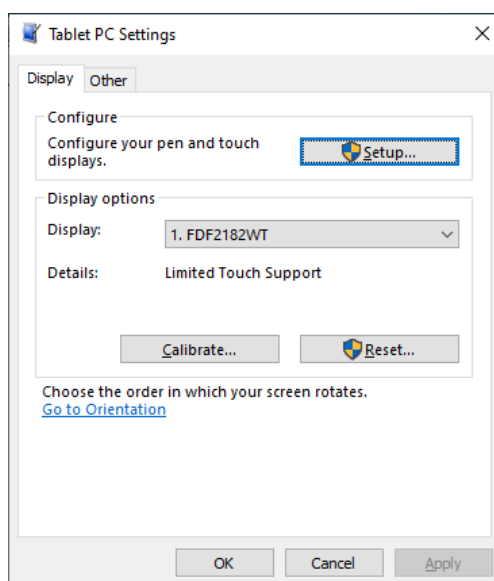 Tablet PC Settings
Display
Other
Configure
Configure your pen and touch
displays.
Setup...
Display options
Display:
1. FDF2182WT
Details:
Limited Touch Support
Calibrate...
Reset...
Choose the order in which your screen rotates.
Go to Orientation
OK
Cancel
Apply